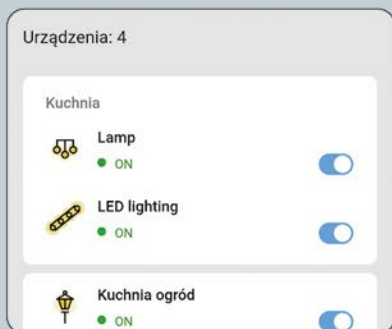 Urządzenia: 4
Kuchnia
Lamp
ON
LED lighting
ON
Kuchnia ogród
ON